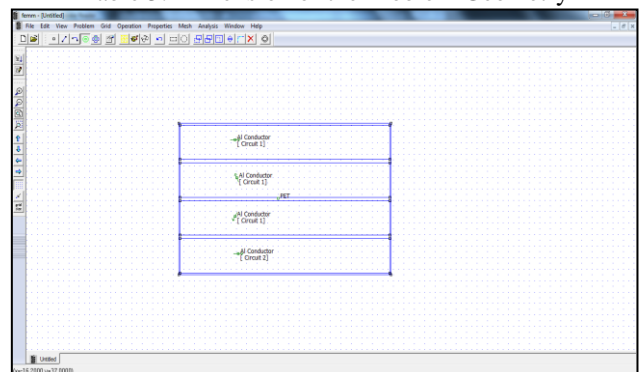 femm - [Untitled]
File Edit View Problem Grid Operation Properties Mesh Analysis Window Help
Al Conductor
[ Circuit 1]
Al Conductor
[ Circuit 1]
PET
Al Conductor
[ Circuit 1]
Al Conductor
[ Circuit 2]
Untitled